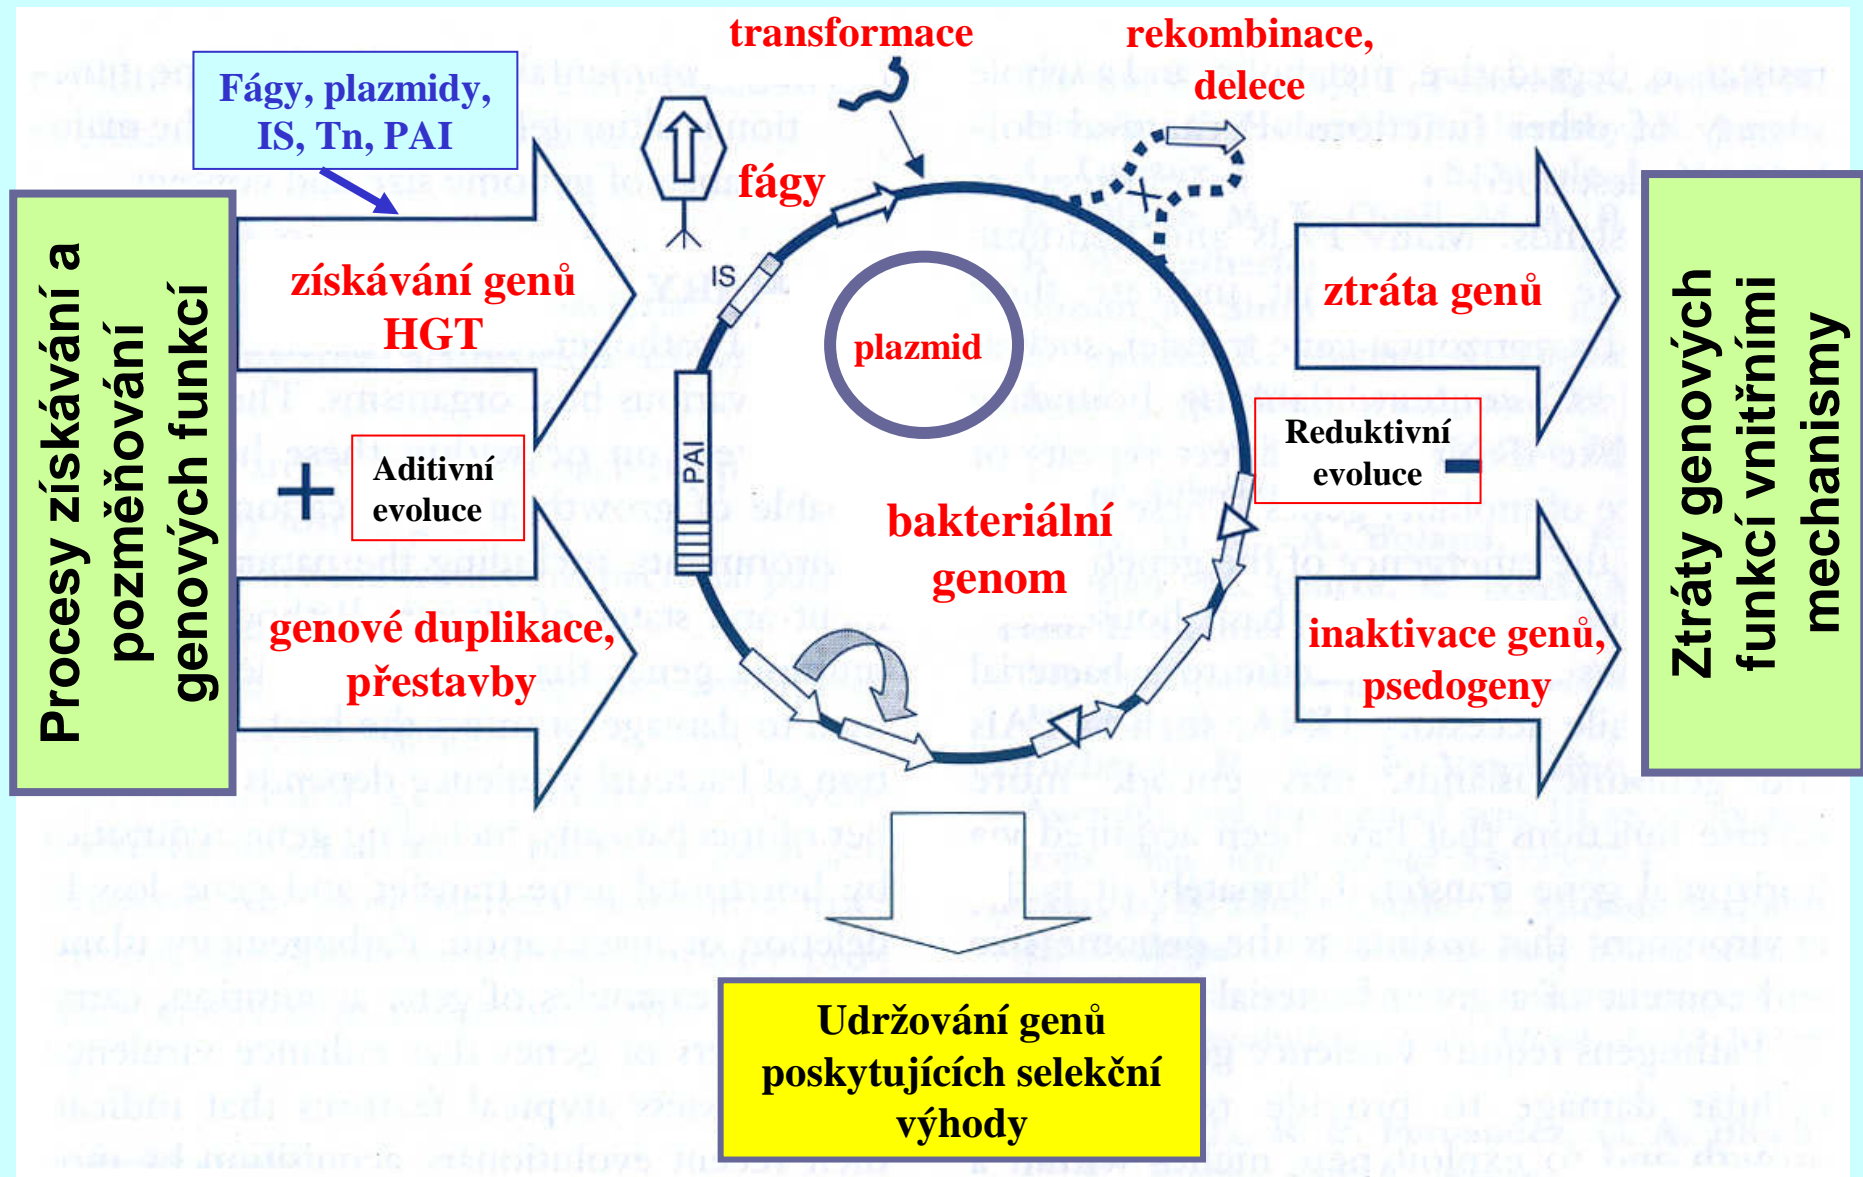 transformace
rekombinace,
delece
Fágy, plazmidy,
IS, Tn, PAI
fágy
IS
Procesy získávání a
pozměňování
genových funkcí
získávání genů
HGT
plazmid
ztráta genů
Ztráty genových
funkcí vnitřními
mechanismy
+
Aditivní
evoluce
PAI
Reduktivní
evoluce -
bakteriální
genom
genové duplikace,
přestavby
inaktivace genů,
psedogeny
Udržování genů
poskytujících selekční
výhody